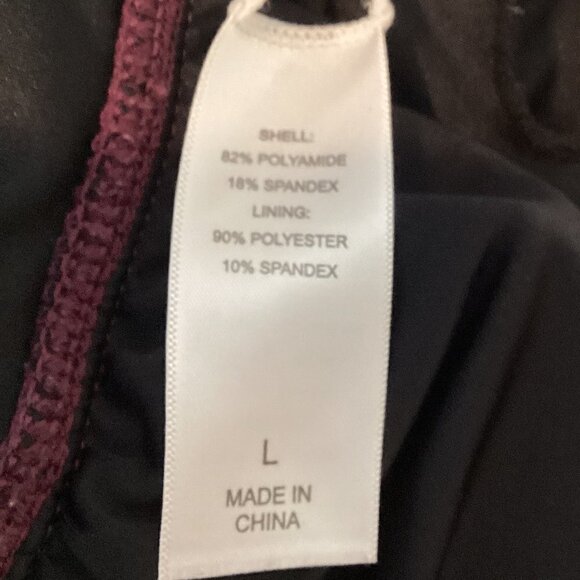 SHELL:
82% POLYAMIDE
18% SPANDEX
LINING:
90% POLYESTER
10% SPANDEX
L
MADE IN
CHINA